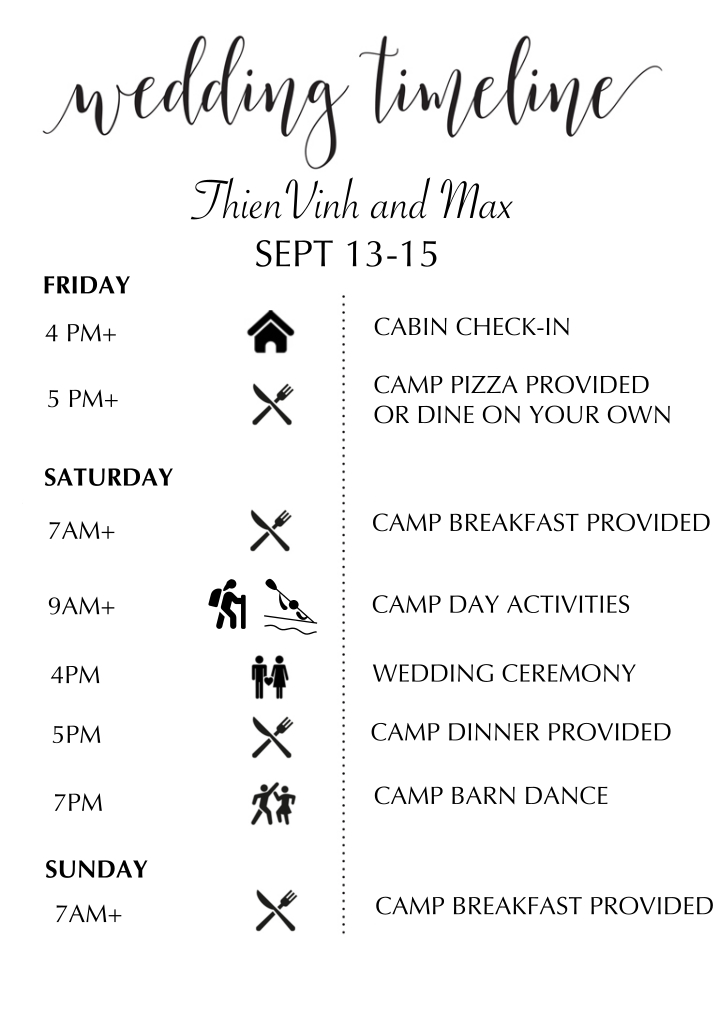 wedding timeline
ThienVinh and Max
SEPT 13-15
FRIDAY
4 PM+ CABIN CHECK-IN
5 PM+ CAMP PIZZA PROVIDED
OR DINE ON YOUR OWN
SATURDAY
7AM+ CAMP BREAKFAST PROVIDED
9AM+ CAMP DAY ACTIVITIES
4PM WEDDING CEREMONY
5PM CAMP DINNER PROVIDED
7PM CAMP BARN DANCE
SUNDAY
7AM+ CAMP BREAKFAST PROVIDED